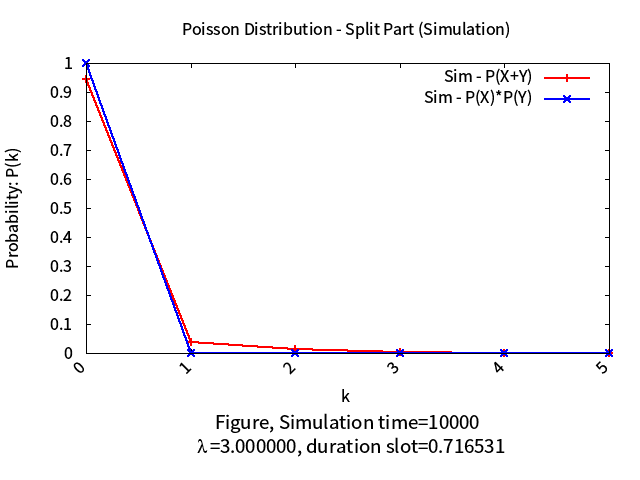 Poisson Distribution - Split Part (Simulation)
Sim - P(X+Y)
Sim - P(X)*P(Y)
Probability: P(k)
1
0.9
0.8
0.7
0.6
0.5
0.4
0.3
0.2
0.1
0
0 1 2 3 4 5
k
Figure, Simulation time=10000
λ=3.000000, duration slot=0.716531